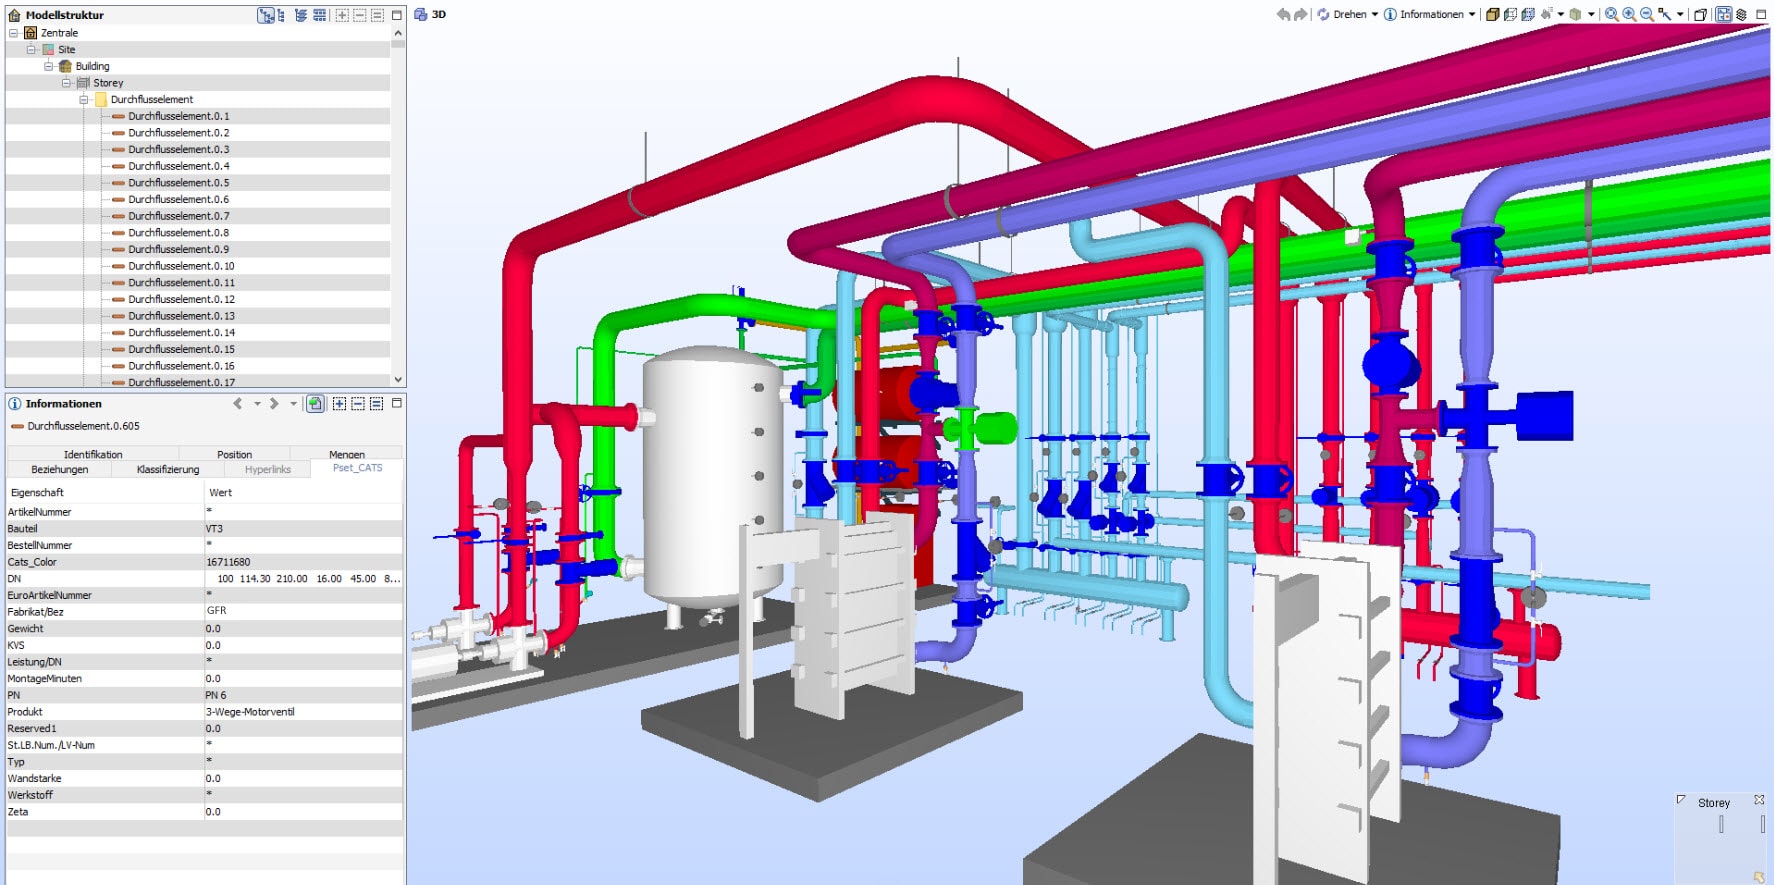 Modellstruktur
Zentrale
Site
Building
Storey
Durchflusselement
Durchflusselement.0.1
Durchflusselement.0.2
Durchflusselement.0.3
Durchflusselement.0.4
Durchflusselement.0.5
Durchflusselement.0.6
Durchflusselement.0.7
Durchflusselement.0.8
Durchflusselement.0.9
Durchflusselement.0.10
Durchflusselement.0.11
Durchflusselement.0.12
Durchflusselement.0.13
Durchflusselement.0.14
Durchflusselement.0.15
Durchflusselement.0.16
Durchflusselement.0.17
Informationen
Durchflusselement.0.605
Identifikation Position Mengen
Beziehungen Klassifizierung Hyperlinks Pset_CATS
Eigenschaft Wert
ArtikelNummer *
Bauteil VT3
BestellNummer *
Cats_Color 16711680
DN 100 114.30 210.00 16.00 45.00 8...
EuroArtikelNummer *
Fabrikat/Bez GFR
Gewicht 0.0
KVS 0.0
Leistung/DN *
MontageMinuten 0.0
PN PN 6
Produkt 3-Wege-Motorventil
Reserved1 0.0
St.LB.Num./LV-Num *
Typ *
Wandstarke 0.0
Werkstoff *
Zeta 0.0
3D
Drehen Informationen
Storey